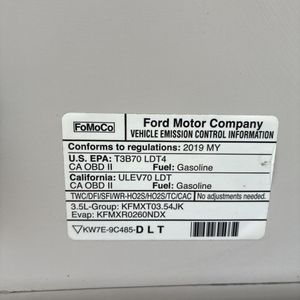 FoMoCo
Ford Motor Company
VEHICLE EMISSION CONTROL INFORMATION
Conforms to regulations: 2019 MY
U.S. EPA: T3B70 LDT4
CA OBD II Fuel: Gasoline
California: ULEV70 LDT
CA OBD II Fuel: Gasoline
TWC/DFI/SFI/WR-HO2S/HO2S/TC/CAC No adjustments needed.
3.5L-Group: KFMXT03.54JK
Evap: KFMXR0260NDX
KW7E-9C485-DLT